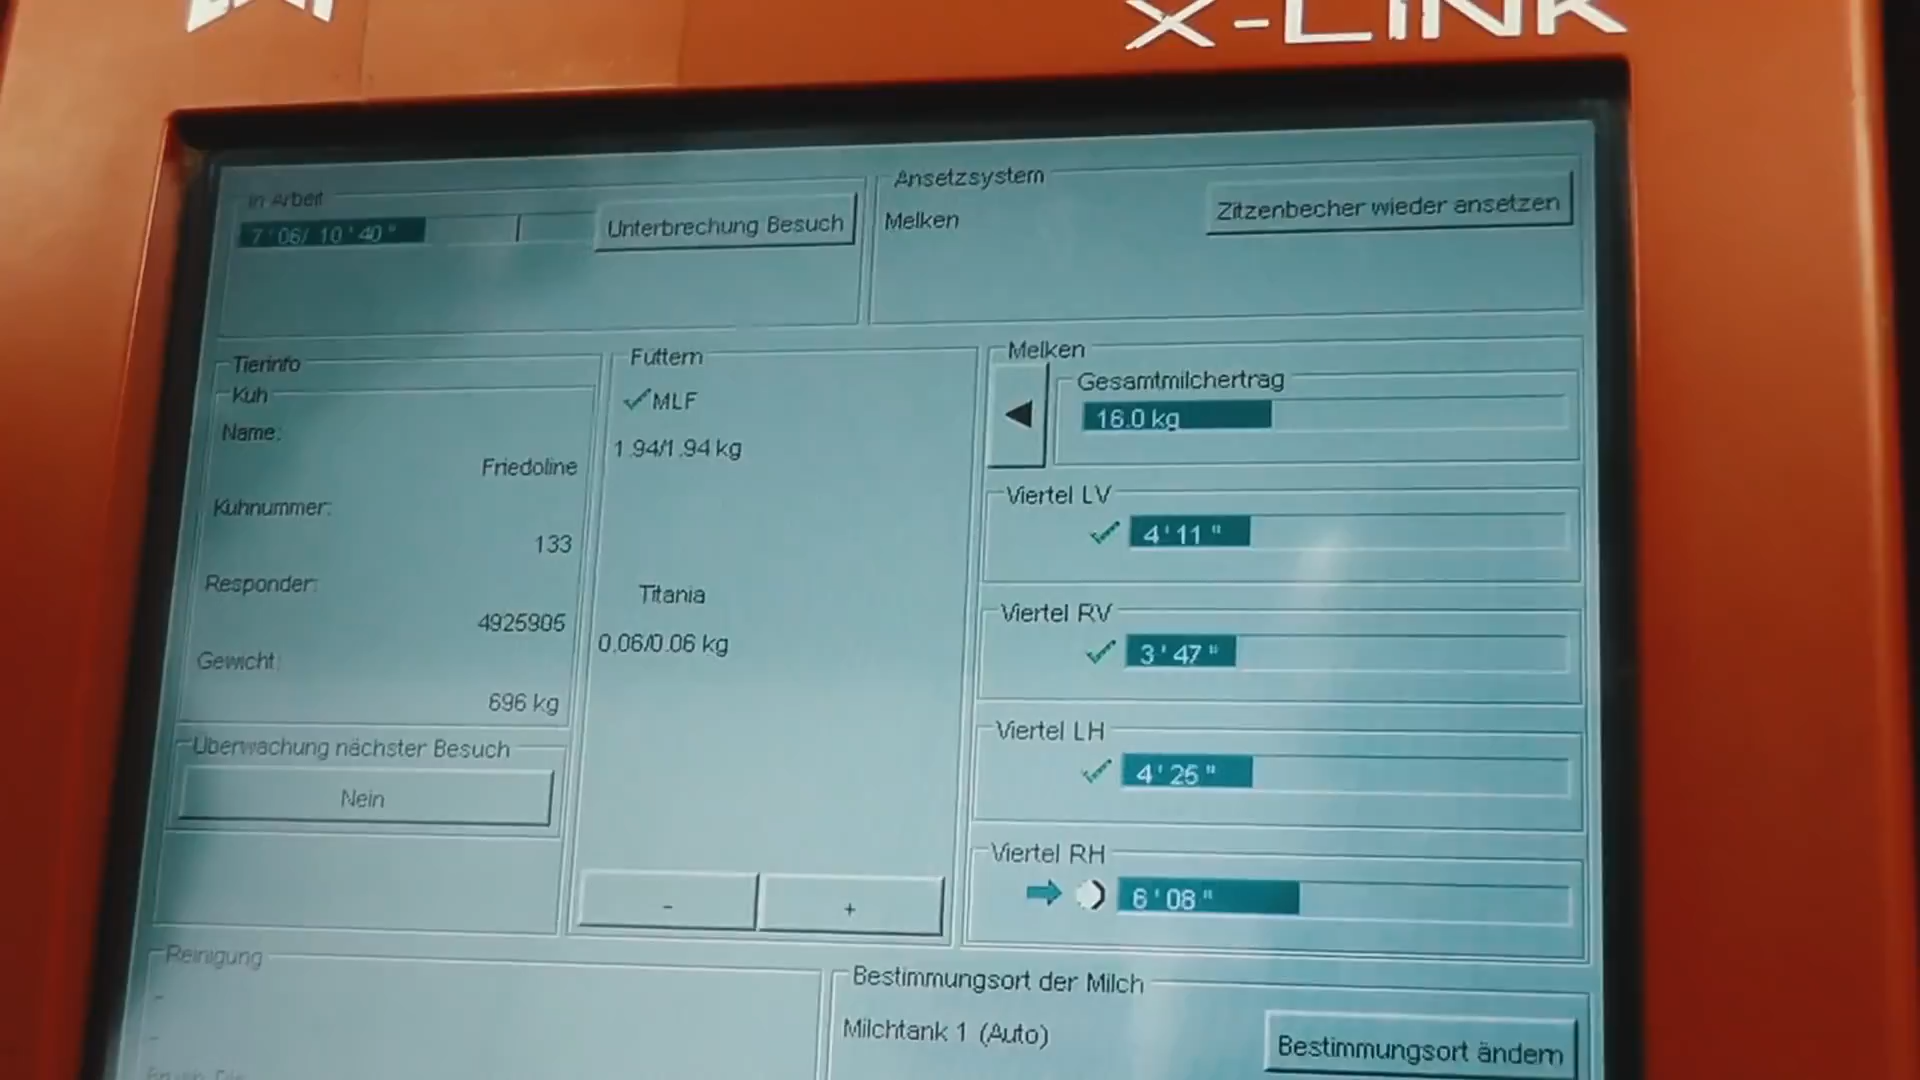 X-LINK
In Arbeit
7'06/ 10'40"
Unterbrechung Besuch
Ansetzsystem
Melken
Zitzenbecher wieder ansetzen
Tierinfo
Kuh
Name:
Friedoline
Kuhnummer:
133
Responder:
4925905
Gewicht:
696 kg
Überwachung nächster Besuch
Nein
Füttern
MLF
1.94/1.94 kg
Titania
0.06/0.06 kg
-
+
Melken
Gesamtmilchertrag
16.0 kg
Viertel LV
4'11"
Viertel RV
3'47"
Viertel LH
4'25"
Viertel RH
6'08"
Reinigung
-
-
Bestimmungsort der Milch
Milchtank 1 (Auto)
Bestimmungsort ändern